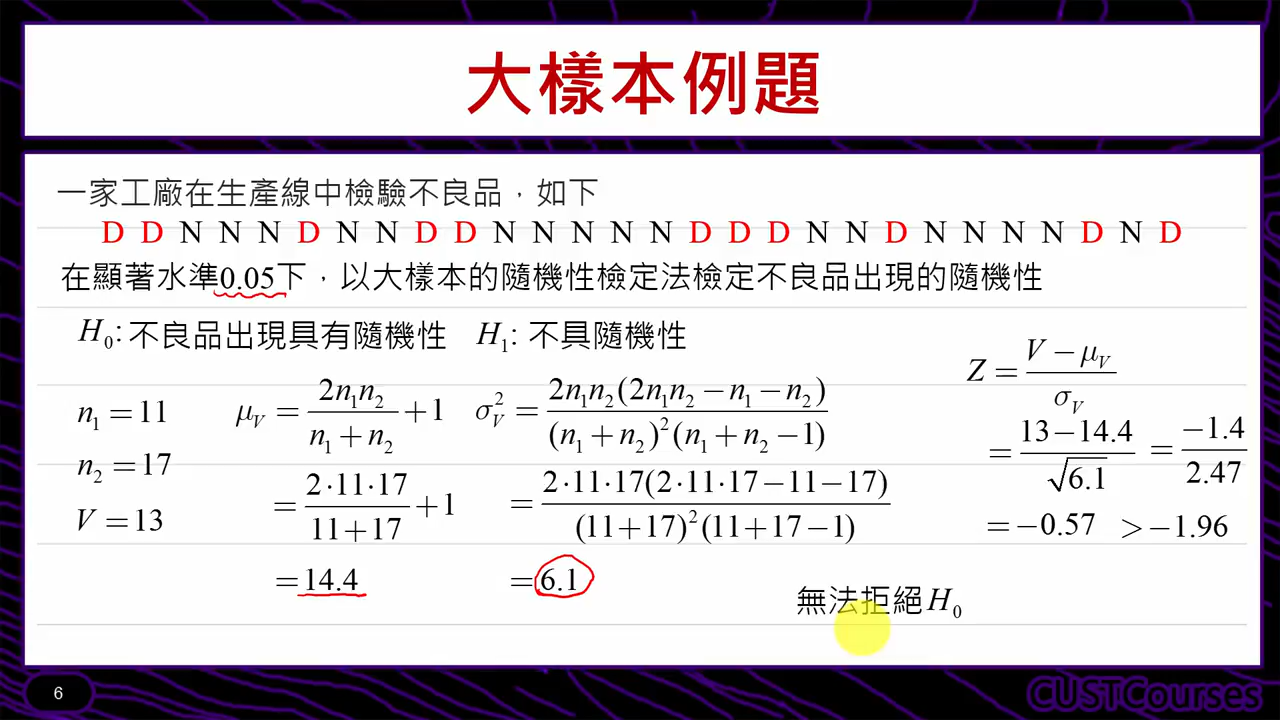 大樣本例題
一家工廠在生產線中檢驗不良品，如下
D D N N N D N N D D N N N N N D D D N N D N N N N D N D
在顯著水準0.05下，以大樣本的隨機性檢定法檢定不良品出現的隨機性
H₀: 不良品出現具有隨機性 H₁: 不具隨機性
n₁ = 11
n₂ = 17
V = 13
μ_V = 2n₁n₂ / (n₁ + n₂) + 1
= 2·11·17 / (11+17) + 1
= 14.4
σ_V² = 2n₁n₂(2n₁n₂ − n₁ − n₂) / (n₁ + n₂)²(n₁ + n₂ − 1)
= 2·11·17(2·11·17 − 11 − 17) / (11+17)²(11+17−1)
= 6.1
Z = (V − μ_V) / σ_V
= (13−14.4) / √6.1 = −1.4 / 2.47
= −0.57 > −1.96
無法拒絕H₀
6
CUSTCourses